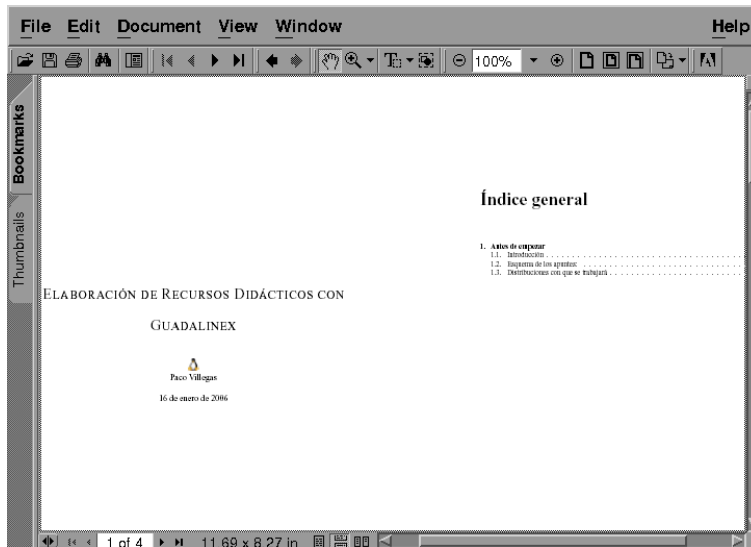 File Edit Document View Window Help
100%
Bookmarks
Thumbnails
ELABORACIÓN DE RECURSOS DIDÁCTICOS CON
GUADALINEX
Paco Villegas
16 de enero de 2006
Índice general
1. Antes de empezar
1.1. Introducción
1.2. Esquema de los apuntes:
1.3. Distribuciones con que se trabajará
1 of 4 11.69 x 8.27 in